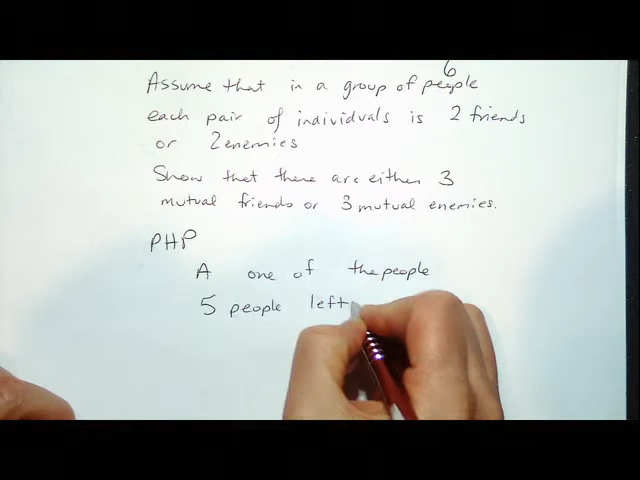 6
Assume that in a group of people
each pair of individuals is 2 friends
or 2 enemies
Show that there are either 3
mutual friends or 3 mutual enemies.
PHP
A one of the people
5 people left